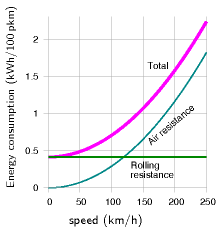 Energy consumption (kWh/100 pkm)
2
1.5
1
0.5
0
Total
Air resistance
Rolling
resistance
0 50 100 150 200 250
speed (km/h)